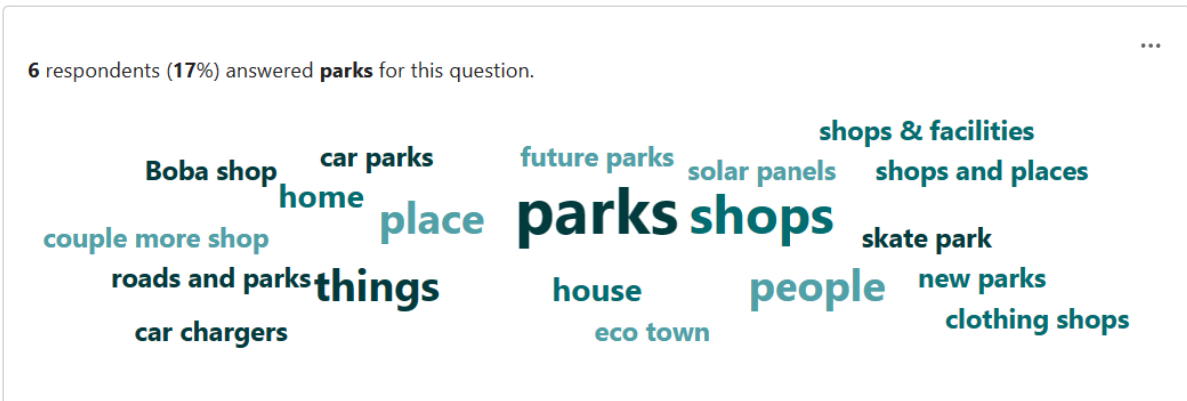 ...
6 respondents (17%) answered parks for this question.
shops & facilities
Boba shop
car parks
future parks
solar panels
shops and places
home
place
parks
shops
couple more shop
skate park
roads and parks
things
house
people
new parks
car chargers
eco town
clothing shops